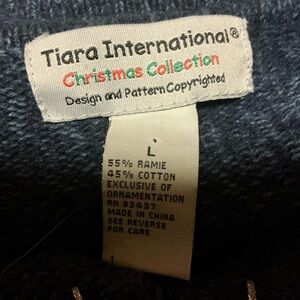 Tiara International®
Christmas Collection
Design and Pattern Copyrighted
L
55% RAMIE
45% COTTON
EXCLUSIVE OF
ORNAMENTATION
RN 83437
MADE IN CHINA
SEE REVERSE
FOR CARE